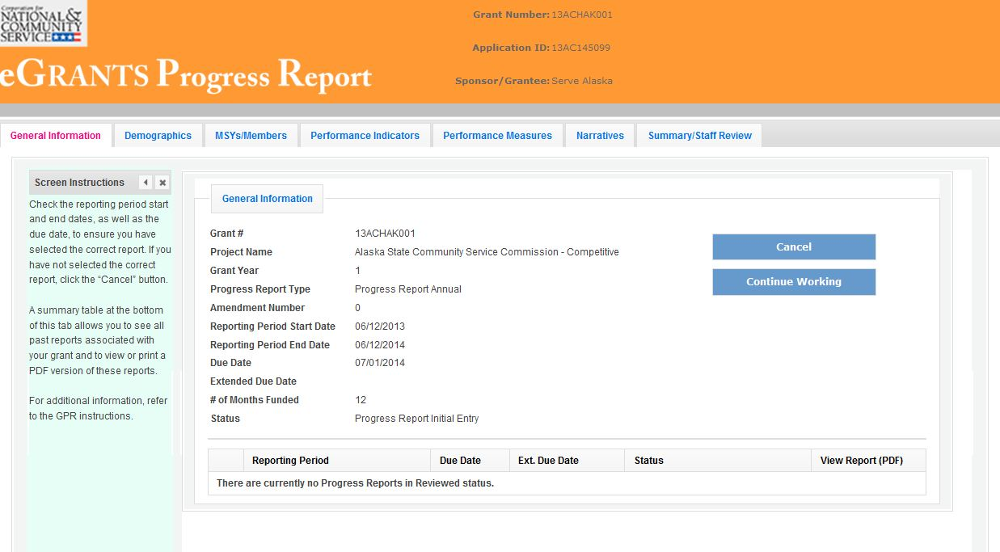 Corporation for
NATIONAL &
COMMUNITY
SERVICE
eGRANTS Progress Report
Grant Number: 13ACHAK001
Application ID: 13AC145099
Sponsor/Grantee: Serve Alaska
General Information Demographics MSYs/Members Performance Indicators Performance Measures Narratives Summary/Staff Review
Screen Instructions
Check the reporting period start
and end dates, as well as the
due date, to ensure you have
selected the correct report. If you
have not selected the correct
report, click the “Cancel” button.
A summary table at the bottom
of this tab allows you to see all
past reports associated with
your grant and to view or print a
PDF version of these reports.
For additional information, refer
to the GPR instructions.
General Information
Grant # 13ACHAK001
Project Name Alaska State Community Service Commission - Competitive
Grant Year 1
Progress Report Type Progress Report Annual
Amendment Number 0
Reporting Period Start Date 06/12/2013
Reporting Period End Date 06/12/2014
Due Date 07/01/2014
Extended Due Date
# of Months Funded 12
Status Progress Report Initial Entry
Cancel
Continue Working
Reporting Period Due Date Ext. Due Date Status View Report (PDF)
There are currently no Progress Reports in Reviewed status.